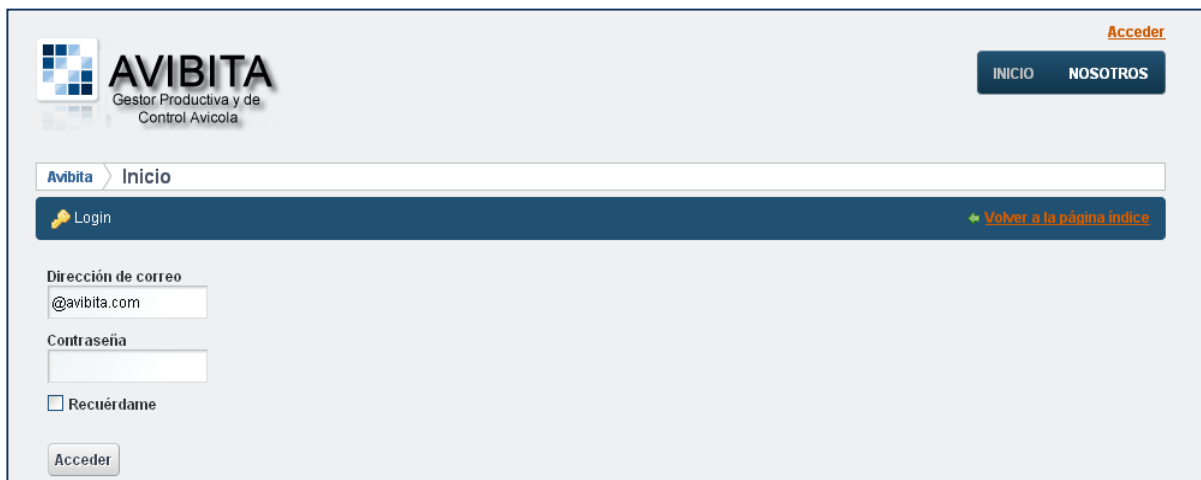 Acceder
AVIBITA
Gestor Productiva y de
Control Avicola
INICIO NOSOTROS
Avibita Inicio
Login Volver a la página índice
Dirección de correo
@avibita.com
Contraseña
Recuérdame
Acceder